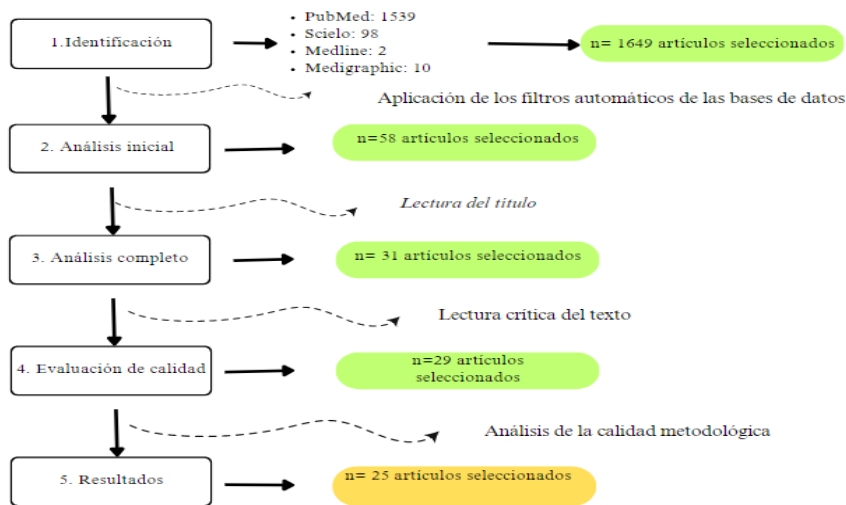 • PubMed: 1539
1.Identificación
• Scielo: 98
• Medline: 2
• Medigraphic: 10
n= 1649 artículos seleccionados
Aplicación de los filtros automáticos de las bases de datos
2. Análisis inicial
n=58 artículos seleccionados
Lectura del título
3. Análisis completo
n= 31 artículos seleccionados
Lectura crítica del texto
4. Evaluación de calidad
n=29 artículos
seleccionados
Análisis de la calidad metodológica
5. Resultados
n= 25 artículos seleccionados